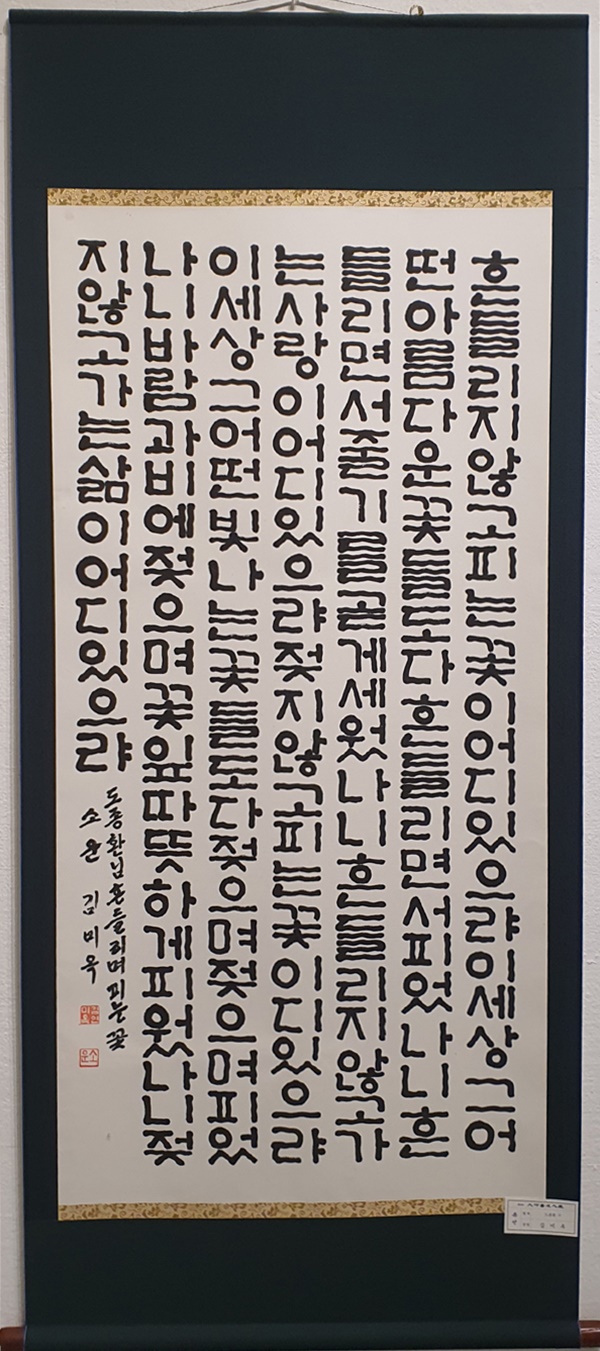 흔들리지않고피는꽃이어디있으랴이세상그어
떤아름다운꽃들도다흔들리면서피었나니흔
들리면서줄기를곧게세웠나니흔들리지않고가
는사랑이어디있으랴젖지않고피는꽃이디있으랴
이세상그어떤빛나는꽃들도다젖으며젖으며피었
나니바람과비에젖으며꽃잎따뜻하게피웠나니젖
지않고가는삶이어디있으랴
도종환님흔들리며피는꽃
소운 김미옥